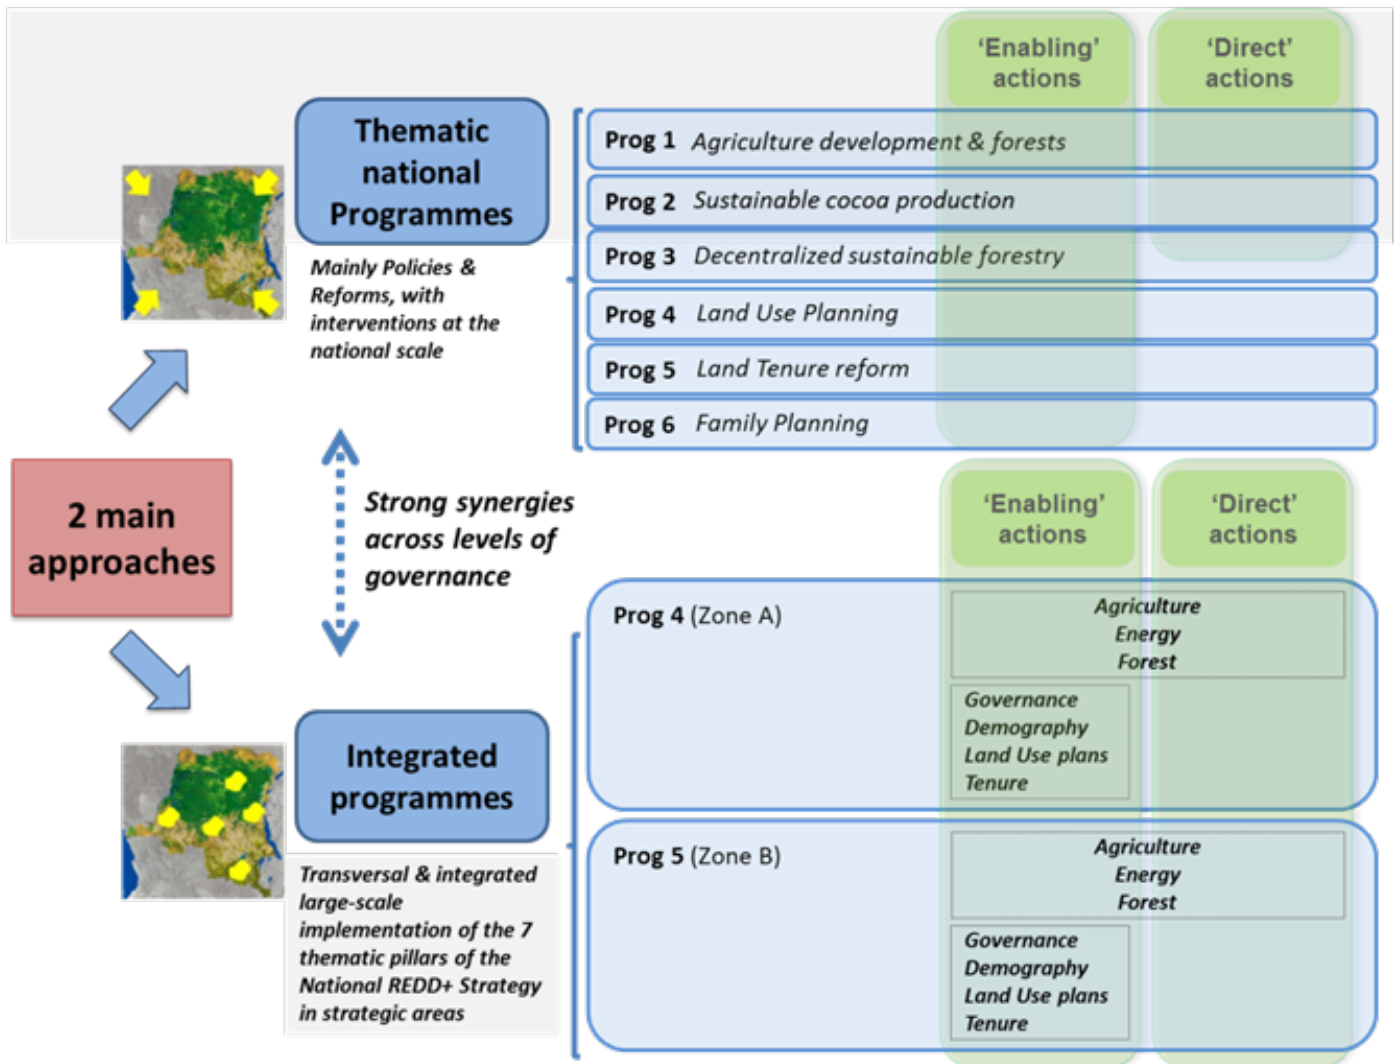 ‘Enabling’
actions
‘Direct’
actions
Thematic
national
Programmes
Mainly Policies &
Reforms, with
interventions at the
national scale
Prog 1 Agriculture development & forests
Prog 2 Sustainable cocoa production
Prog 3 Decentralized sustainable forestry
Prog 4 Land Use Planning
Prog 5 Land Tenure reform
Prog 6 Family Planning
2 main
approaches
Strong synergies
across levels of
governance
‘Enabling’
actions
‘Direct’
actions
Integrated
programmes
Transversal & integrated
large-scale
implementation of the 7
thematic pillars of the
National REDD+ Strategy
in strategic areas
Prog 4 (Zone A)
Agriculture
Energy
Forest
Governance
Demography
Land Use plans
Tenure
Prog 5 (Zone B)
Agriculture
Energy
Forest
Governance
Demography
Land Use plans
Tenure